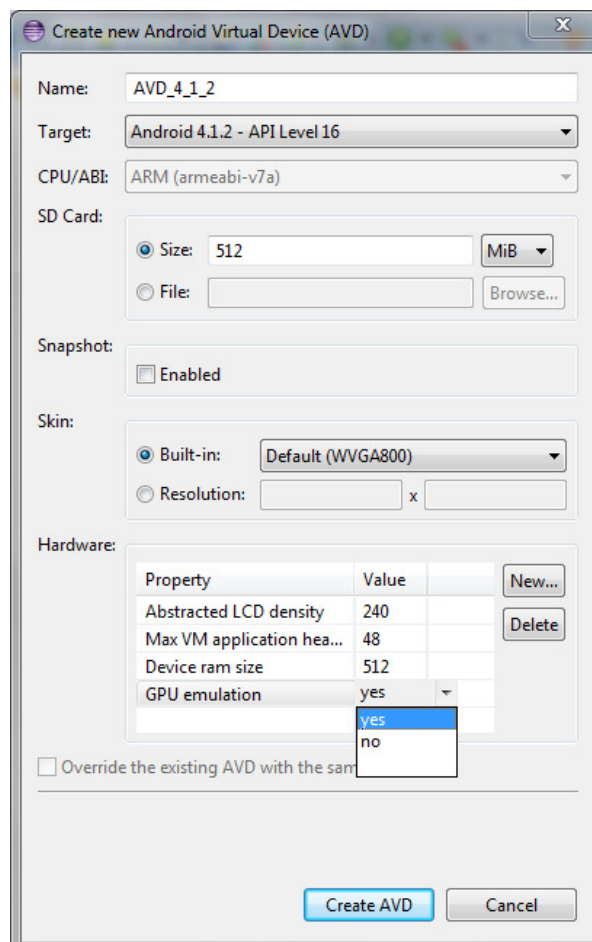 Create new Android Virtual Device (AVD)
Name: AVD_4_1_2
Target: Android 4.1.2 - API Level 16
CPU/ABI: ARM (armeabi-v7a)
SD Card:
Size: 512 MiB
File: Browse...
Snapshot:
Enabled
Skin:
Built-in: Default (WVGA800)
Resolution: x
Hardware:
Property Value New...
Abstracted LCD density 240
Max VM application hea... 48 Delete
Device ram size 512
GPU emulation yes
yes
no
Override the existing AVD with the sam
Create AVD Cancel